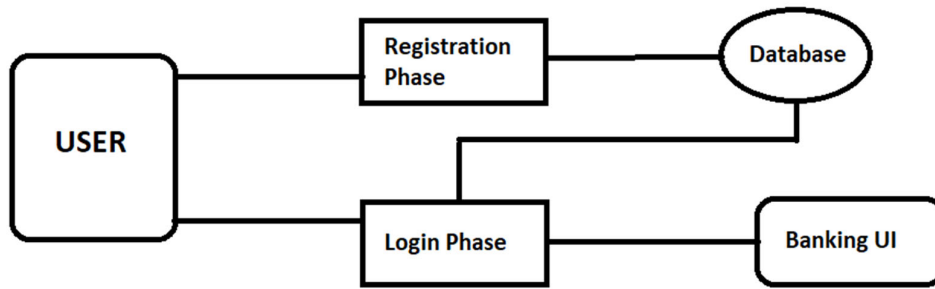 Registration
Phase
Database
USER
Login Phase
Banking UI